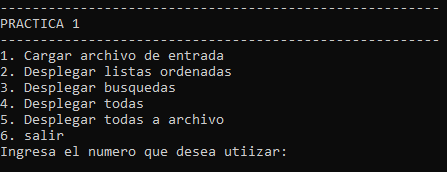 -------------------------------------------------------
PRACTICA 1
-------------------------------------------------------
1. Cargar archivo de entrada
2. Desplegar listas ordenadas
3. Desplegar busquedas
4. Desplegar todas
5. Desplegar todas a archivo
6. salir
Ingresa el numero que desea utiizar: